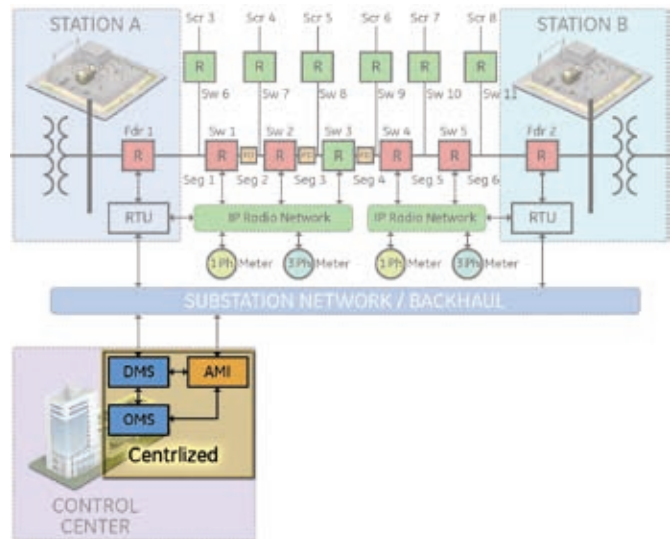 STATION A
STATION B
Scr 3
Scr 4
Scr 5
Scr 6
Scr 7
Scr 8
R
R
R
R
R
Sw 6
Sw 7
Sw 8
Sw 9
Sw 10
Sw 11
Fdr 1
Sw 1
Sw 2
Sw 3
Sw 4
Sw 5
Fdr 2
R
R
R
R
R
R
R
Seg 1
Seg 2
Seg 3
Seg 4
Seg 5
Seg 6
RTU
IP Radio Network
IP Radio Network
RTU
1 Ph
iMeter
3 Ph
iMeter
1 Ph
iMeter
3 Ph
iMeter
SUBSTATION NETWORK / BACKHAUL
DMS
AMI
OMS
Centrlized
CONTROL
CENTER